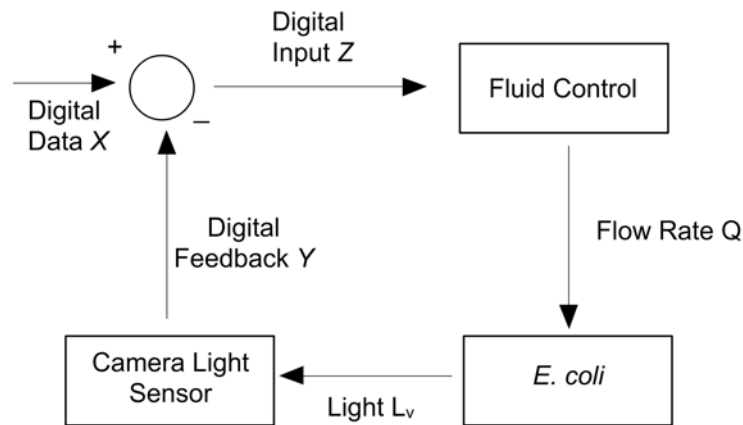 +
Digital
Input Z
Fluid Control
Digital
Data X
–
Digital
Feedback Y
Flow Rate Q
Camera Light
Sensor
Light Lv
E. coli